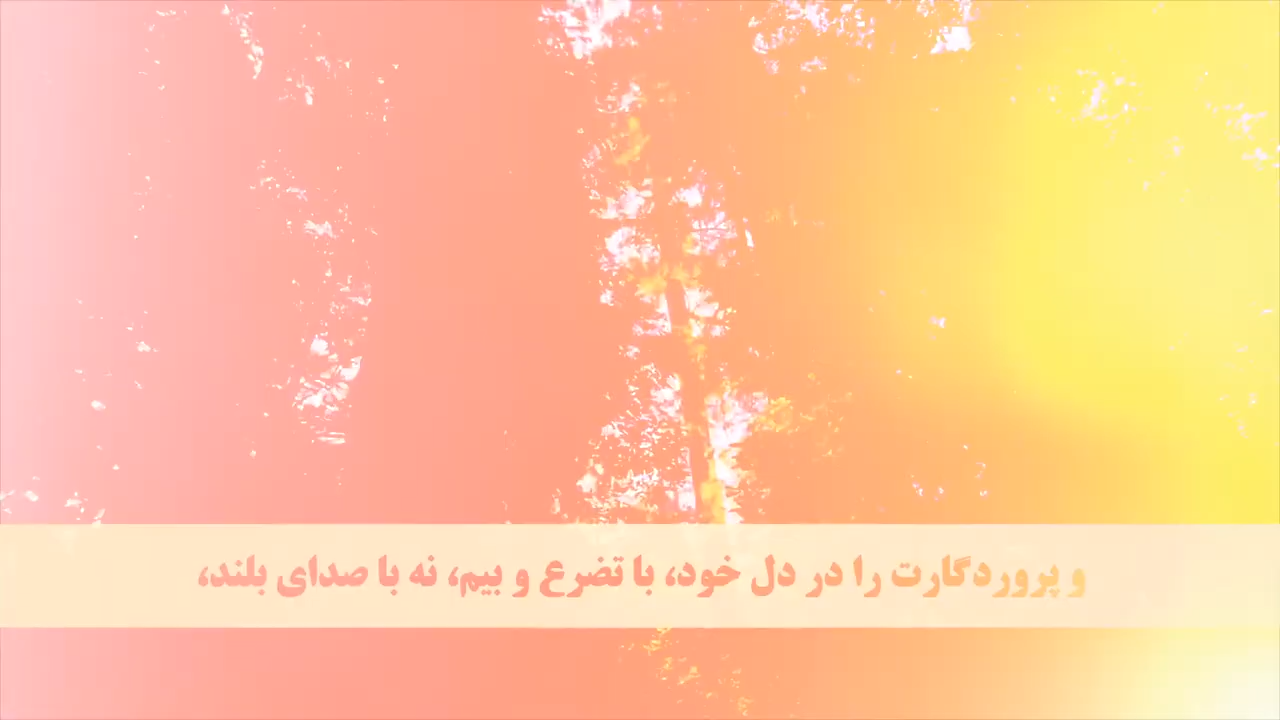 و پروردگارت را در دل خود، با تضرع و بیم، نه با صدای بلند،